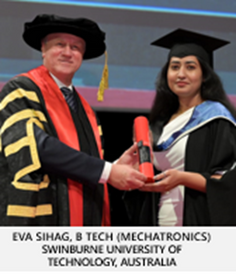 EVA SIHAG, B TECH (MECHATRONICS)
SWINBURNE UNIVERSITY OF
TECHNOLOGY, AUSTRALIA